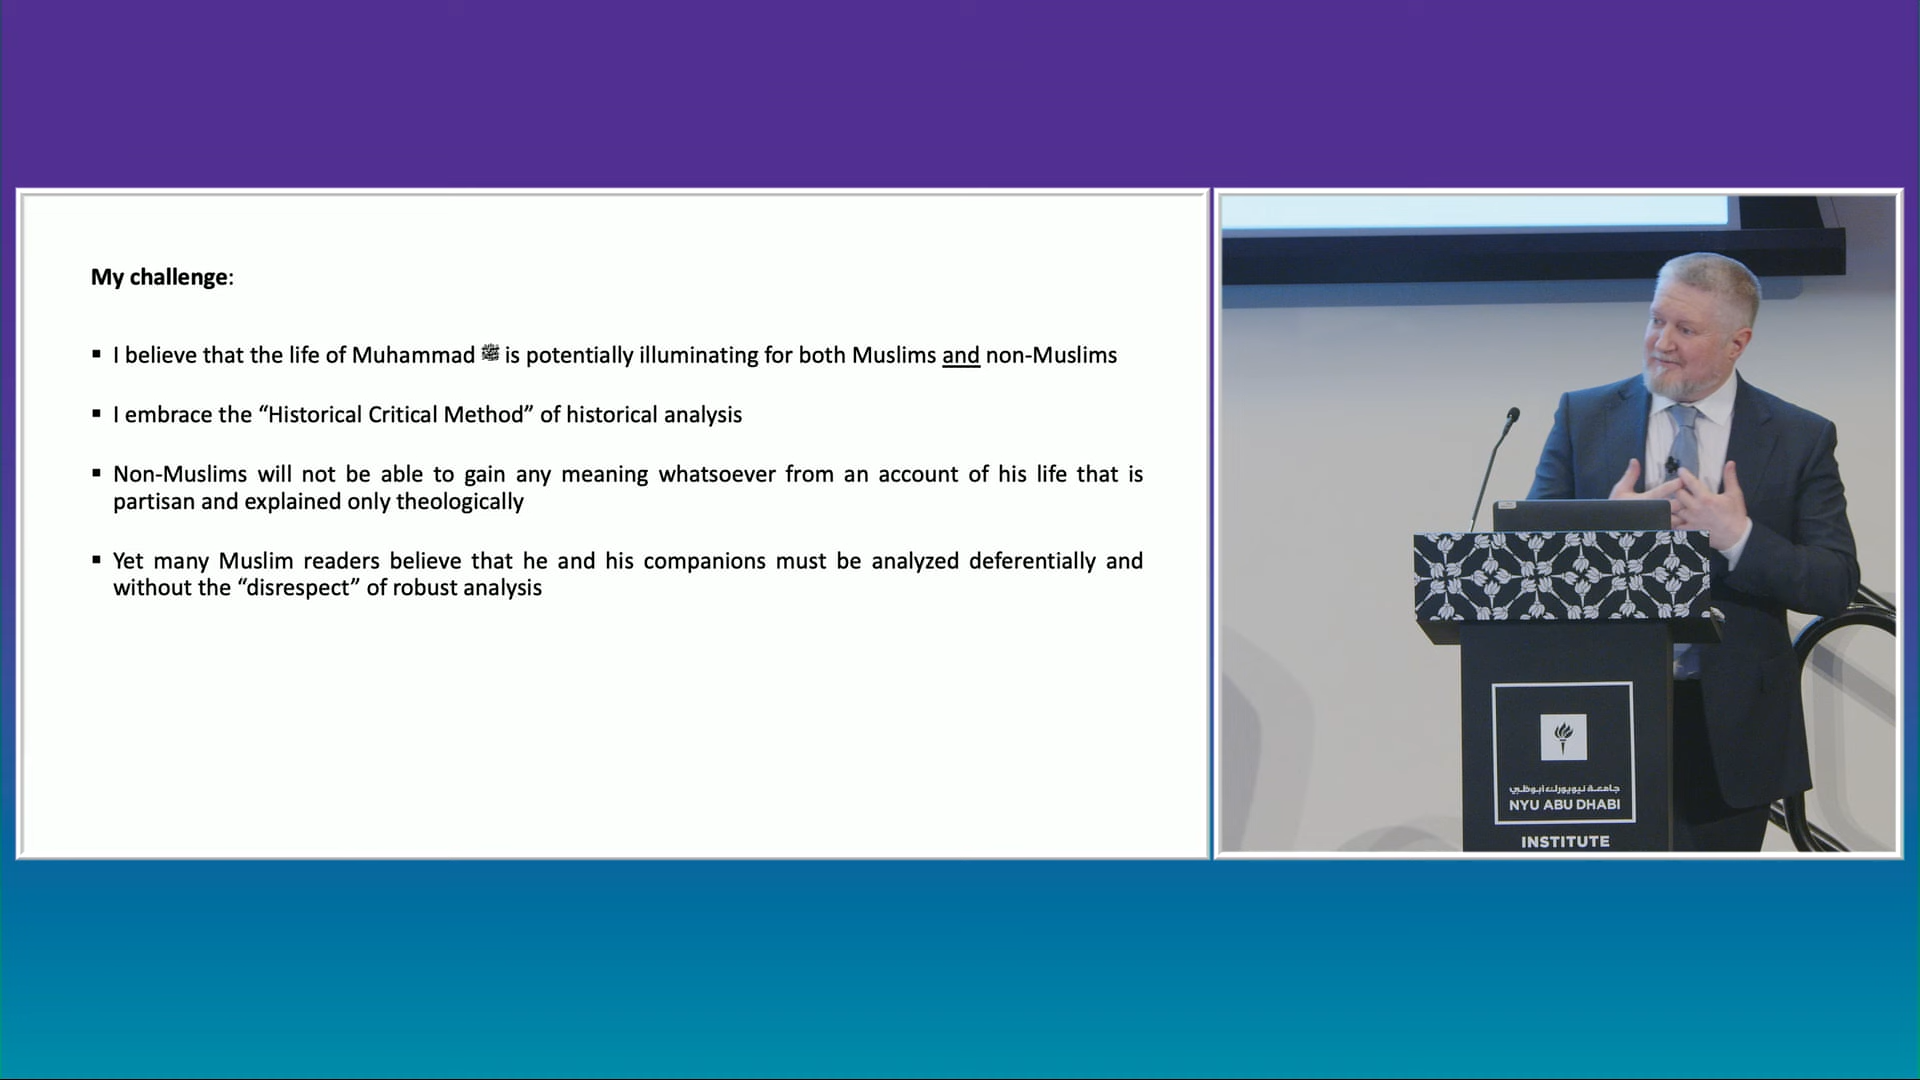 My challenge:
▪ I believe that the life of Muhammad ﷺ is potentially illuminating for both Muslims and non-Muslims
▪ I embrace the “Historical Critical Method” of historical analysis
▪ Non-Muslims will not be able to gain any meaning whatsoever from an account of his life that is
partisan and explained only theologically
▪ Yet many Muslim readers believe that he and his companions must be analyzed deferentially and
without the “disrespect” of robust analysis
جامعة نيويورك أبوظبي
NYU ABU DHABI
INSTITUTE